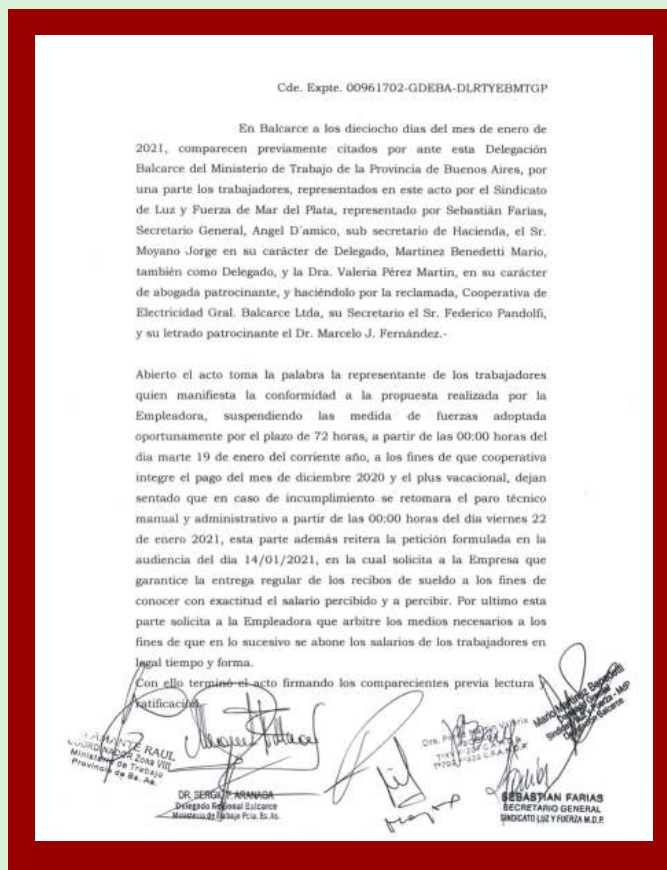 Cde. Expte. 00961702-GDEBA-DLRTYEBMTGP
En Balcarce a los dieciocho días del mes de enero de
2021, comparecen previamente citados por ante esta Delegación
Balcarce del Ministerio de Trabajo de la Provincia de Buenos Aires, por
una parte los trabajadores, representados en este acto por el Sindicato
de Luz y Fuerza de Mar del Plata, representado por Sebastián Farias,
Secretario General, Angel D´amico, sub secretario de Hacienda, el Sr.
Moyano Jorge en su carácter de Delegado, Martinez Benedetti Mario,
también como Delegado, y la Dra. Valeria Pérez Martin, en su carácter
de abogada patrocinante, y haciéndolo por la reclamada, Cooperativa de
Electricidad Gral. Balcarce Ltda, su Secretario el Sr. Federico Pandolfi,
y su letrado patrocinante el Dr. Marcelo J. Fernández.-
Abierto el acto toma la palabra la representante de los trabajadores
quien manifiesta la conformidad a la propuesta realizada por la
Empleadora, suspendiendo las medida de fuerzas adoptada
oportunamente por el plazo de 72 horas, a partir de las 00:00 horas del
dia marte 19 de enero del corriente año, a los fines de que cooperativa
integre el pago del mes de diciembre 2020 y el plus vacacional, dejan
sentado que en caso de incumplimiento se retomara el paro técnico
manual y administrativo a partir de las 00:00 horas del día viernes 22
de enero 2021, esta parte además reitera la petición formulada en la
audiencia del dia 14/01/2021, en la cual solicita a la Empresa que
garantice la entrega regular de los recibos de sueldo a los fines de
conocer con exactitud el salario percibido y a percibir. Por ultimo esta
parte solicita a la Empleadora que arbitre los medios necesarios a los
fines de que en lo sucesivo se abone los salarios de los trabajadores en
legal tiempo y forma.
Con ello terminó el acto firmando los comparecientes previa lectura y
ratificación.-
RAUL
COORDINADOR Zona VIII
Ministerio de Trabajo
Provincia de Bs. As.
DR. SERGIO ARANAGA
Delegado Regional Balcarce
Ministerio de Trabajo Pcia. Bs. As.
Valeria
Mario Martinez Benedetti
SEBASTIAN FARIAS
SECRETARIO GENERAL
SINDICATO LUZ Y FUERZA M.D.P.